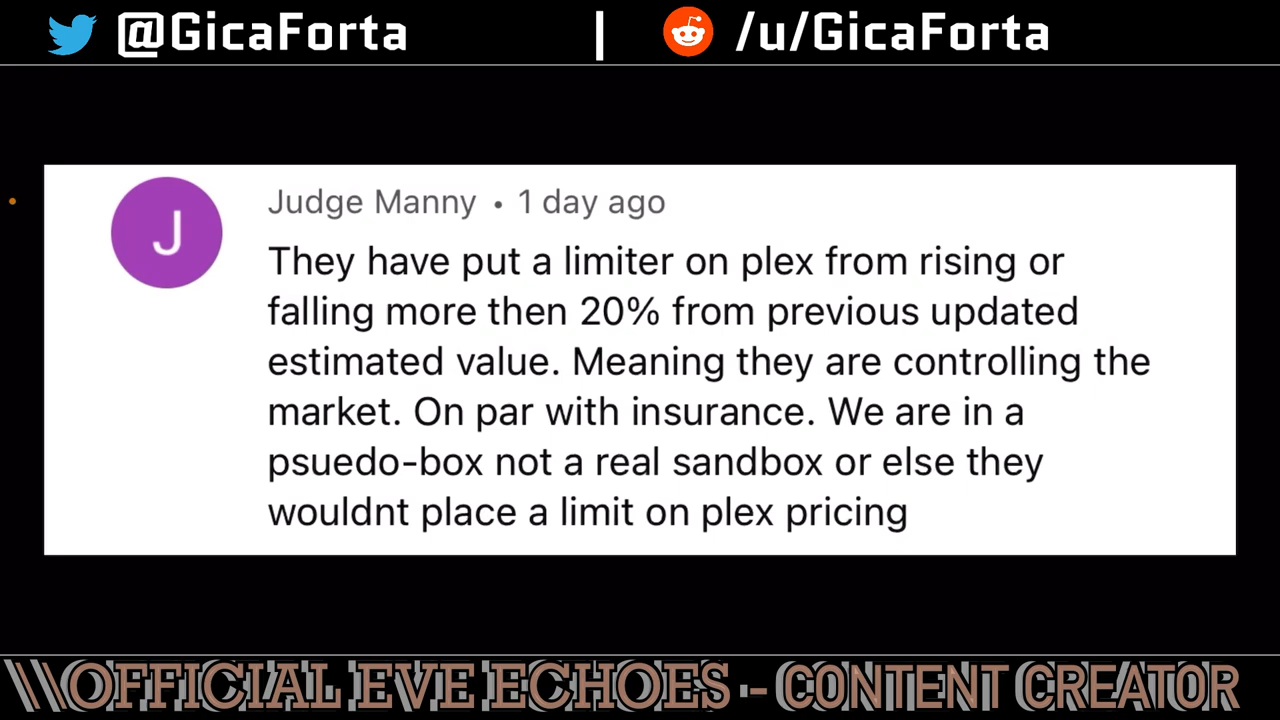 @GicaForta | /u/GicaForta
J
Judge Manny • 1 day ago
They have put a limiter on plex from rising or
falling more then 20% from previous updated
estimated value. Meaning they are controlling the
market. On par with insurance. We are in a
psuedo-box not a real sandbox or else they
wouldnt place a limit on plex pricing
\\OFFICIAL EVE ECHOES - CONTENT CREATOR